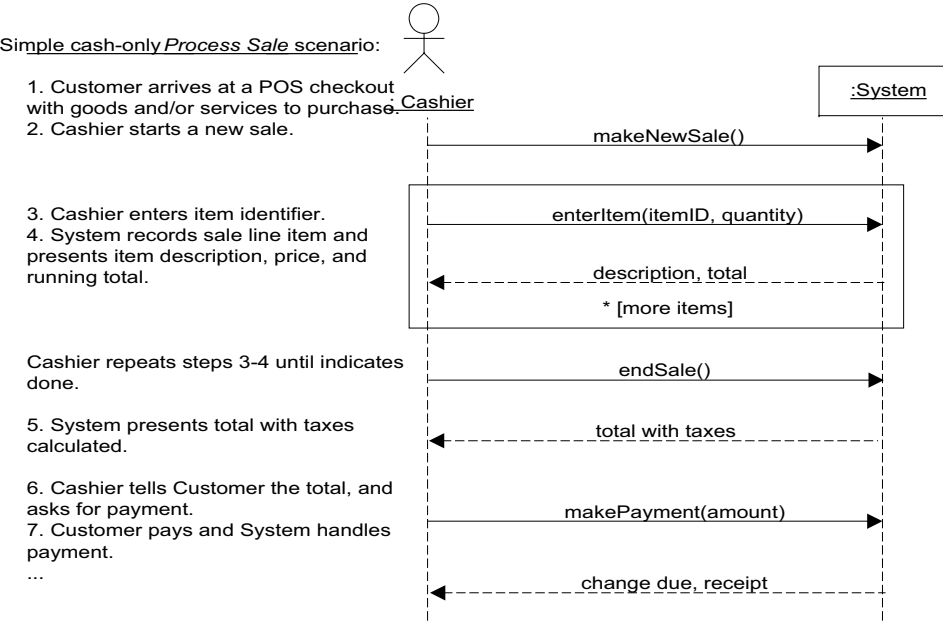 Simple cash-only Process Sale scenario:
1. Customer arrives at a POS checkout
with goods and/or services to purchase.
2. Cashier starts a new sale.
3. Cashier enters item identifier.
4. System records sale line item and
presents item description, price, and
running total.
Cashier repeats steps 3-4 until indicates
done.
5. System presents total with taxes
calculated.
6. Cashier tells Customer the total, and
asks for payment.
7. Customer pays and System handles
payment.
...
: Cashier
:System
makeNewSale()
enterItem(itemID, quantity)
description, total
* [more items]
endSale()
total with taxes
makePayment(amount)
change due, receipt